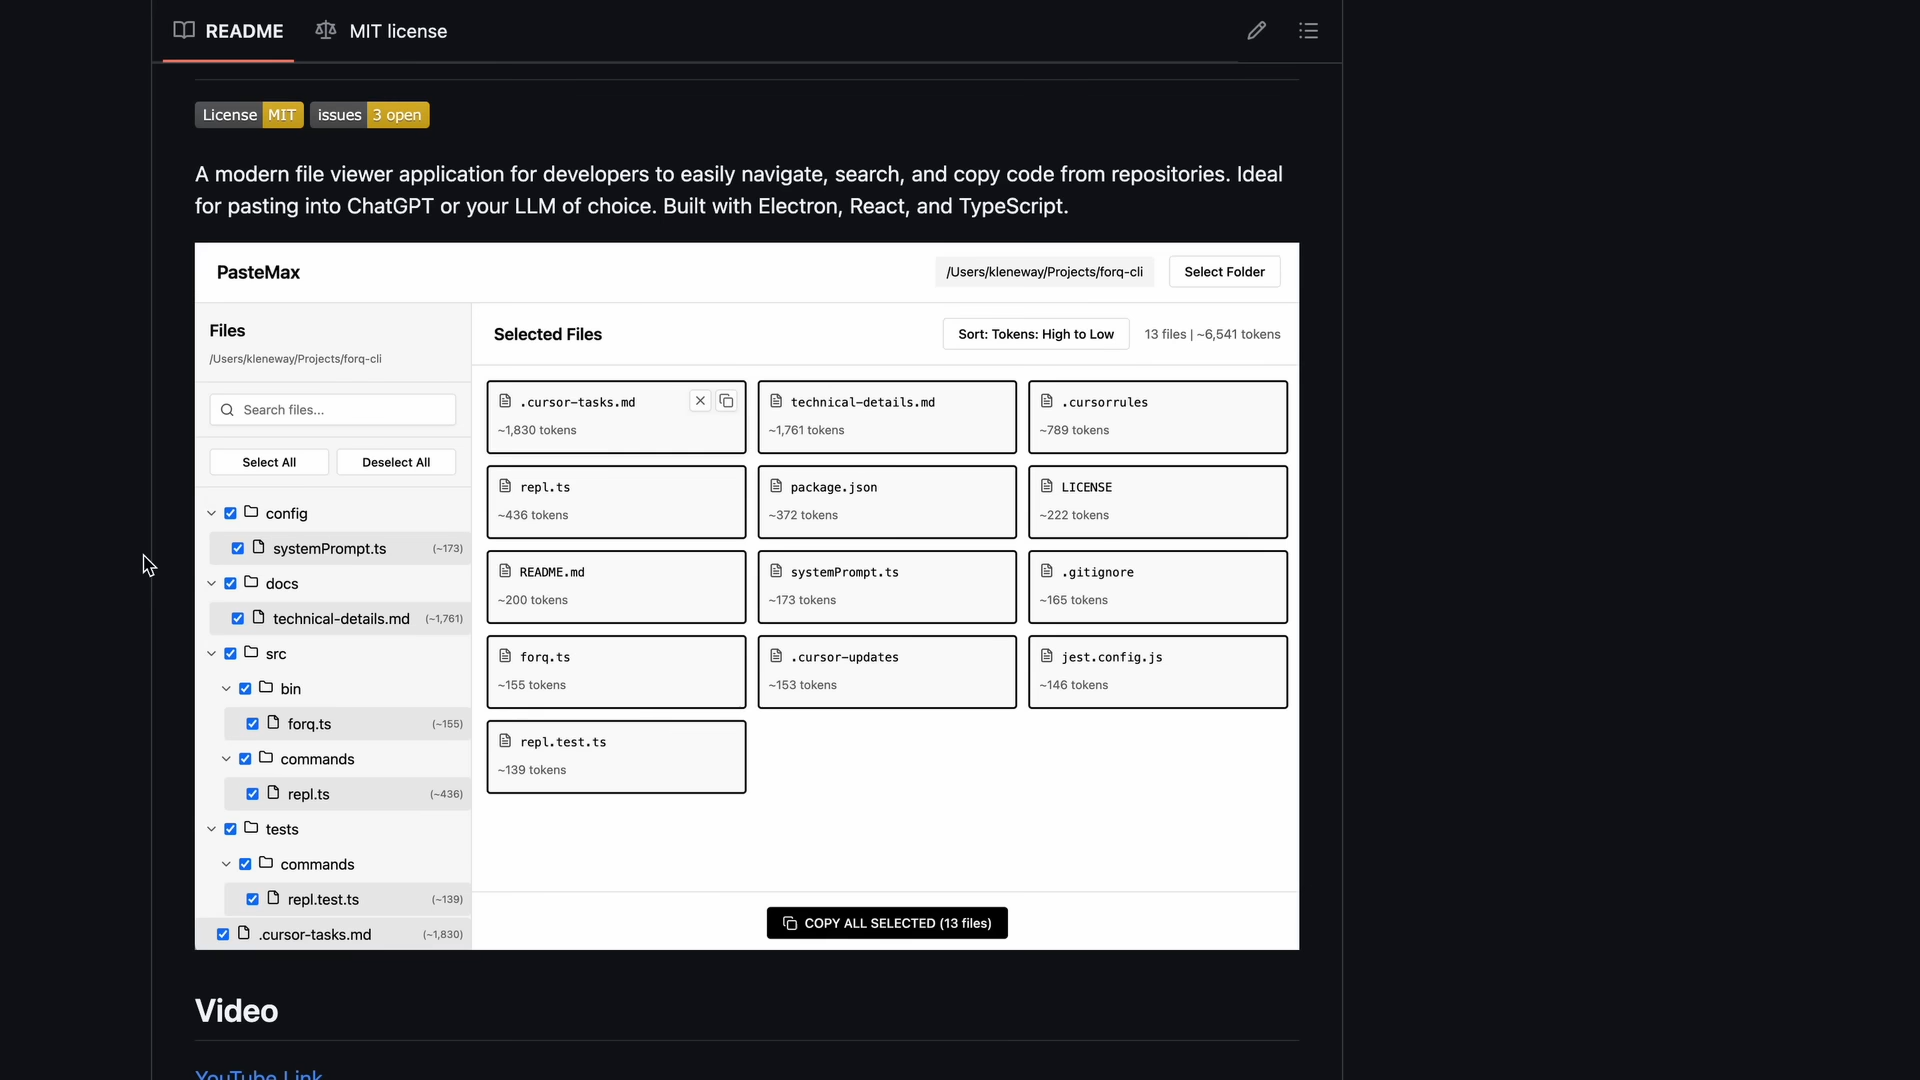 README
MIT license
License MIT
issues 3 open
A modern file viewer application for developers to easily navigate, search, and copy code from repositories. Ideal
for pasting into ChatGPT or your LLM of choice. Built with Electron, React, and TypeScript.
PasteMax
/Users/kleneway/Projects/forq-cli
Select Folder
Files
/Users/kleneway/Projects/forq-cli
Search files...
Select All
Deselect All
config
systemPrompt.ts (~173)
docs
technical-details.md (~1,761)
src
bin
forq.ts (~155)
commands
repl.ts (~436)
tests
commands
repl.test.ts (~139)
.cursor-tasks.md (~1,830)
Selected Files
Sort: Tokens: High to Low
13 files | ~6,541 tokens
.cursor-tasks.md
~1,830 tokens
technical-details.md
~1,761 tokens
.cursorrules
~789 tokens
repl.ts
~436 tokens
package.json
~372 tokens
LICENSE
~222 tokens
README.md
~200 tokens
systemPrompt.ts
~173 tokens
.gitignore
~165 tokens
forq.ts
~155 tokens
.cursor-updates
~153 tokens
jest.config.js
~146 tokens
repl.test.ts
~139 tokens
COPY ALL SELECTED (13 files)
Video
YouTube Link